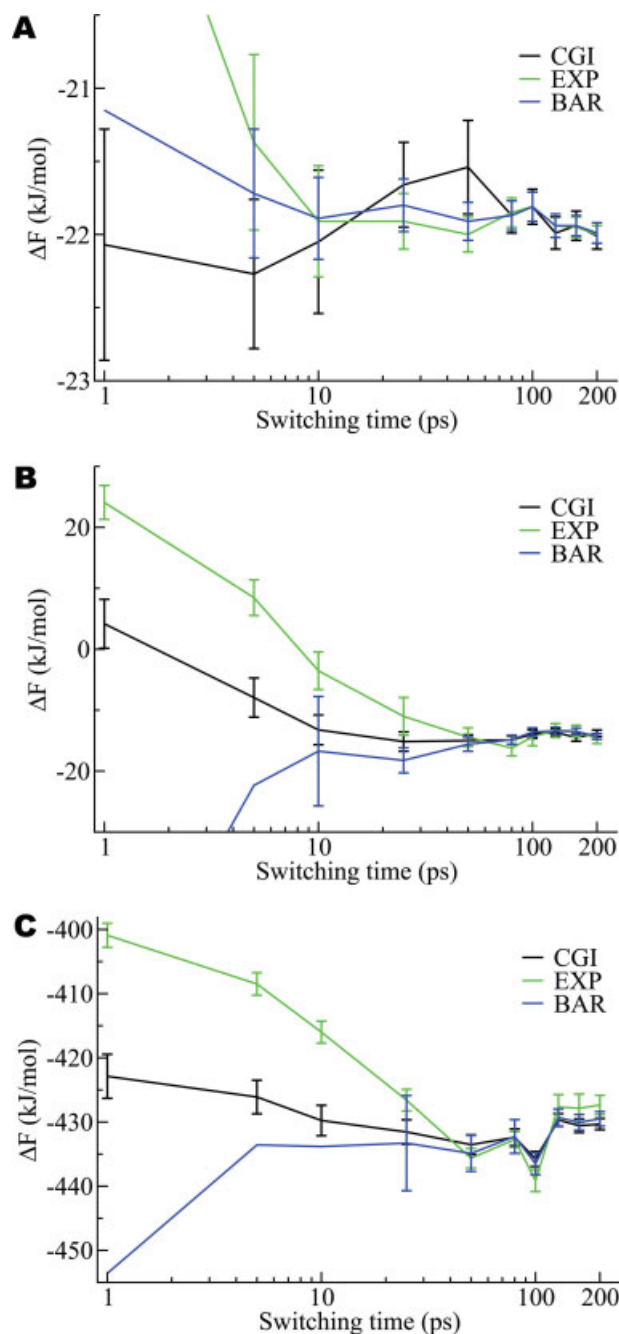 A
CGI
EXP
BAR
-21
-22
-23
ΔF (kJ/mol)
1
10
100
200
Switching time (ps)
B
CGI
EXP
BAR
20
0
-20
ΔF (kJ/mol)
1
10
100
200
Switching time (ps)
C
CGI
EXP
BAR
-400
-410
-420
-430
-440
-450
ΔF (kJ/mol)
1
10
100
200
Switching time (ps)